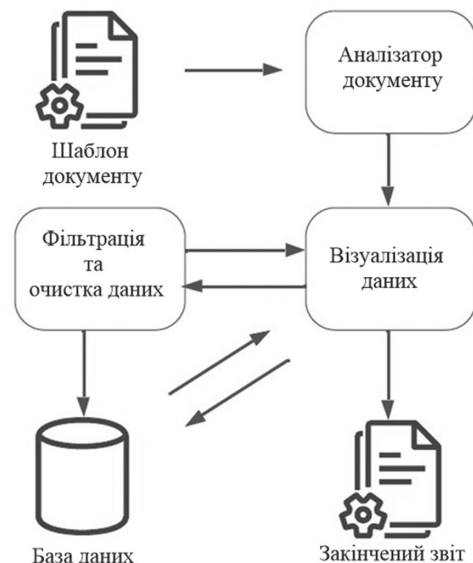 Аналізатор
документу
Шаблон
документу
Фільтрація
та
очистка даних
Візуалізація
даних
База даних
Закінчений звіт